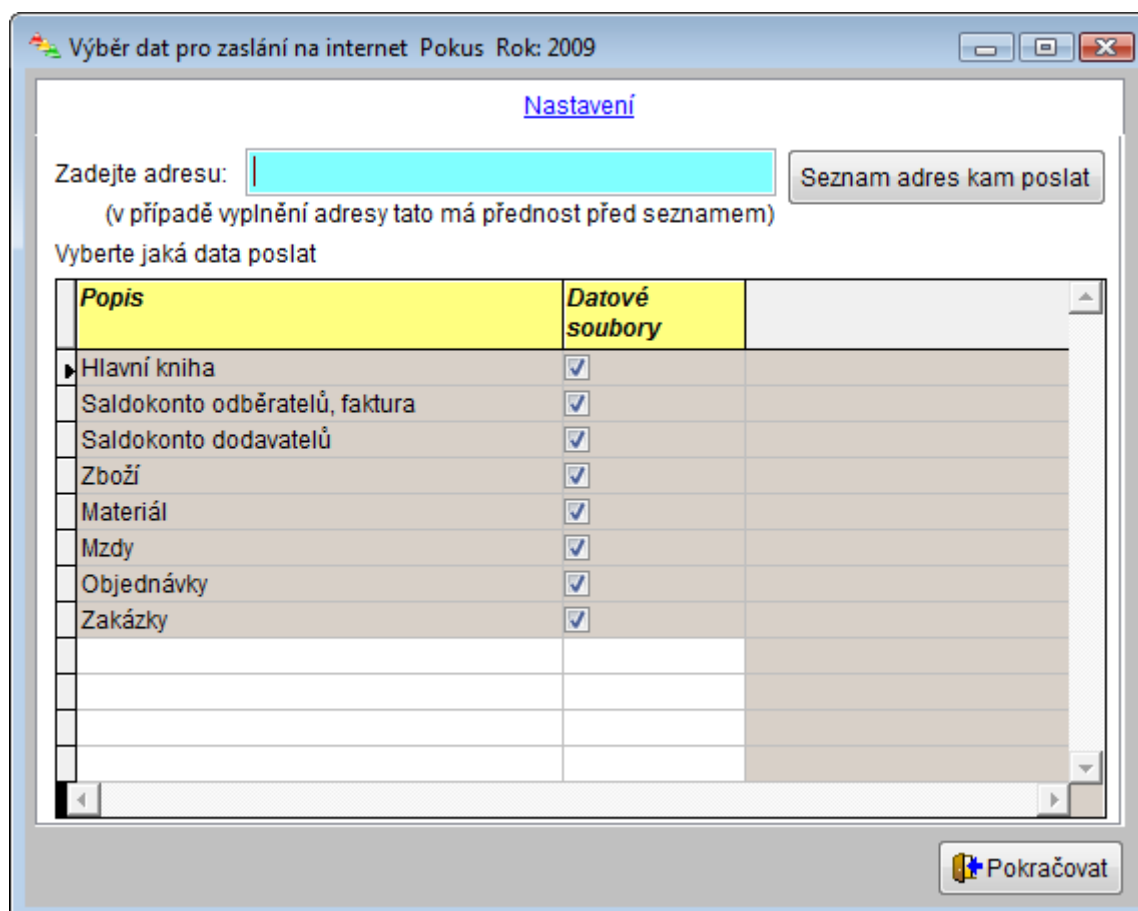 Výběr dat pro zaslání na internet Pokus Rok: 2009
Nastavení
Zadejte adresu:
Seznam adres kam poslat
(v případě vyplnění adresy tato má přednost před seznamem)
Vyberte jaká data poslat
Popis
Datové
soubory
Hlavní kniha
Saldokonto odběratelů, faktura
Saldokonto dodavatelů
Zboží
Materiál
Mzdy
Objednávky
Zakázky
Pokračovat